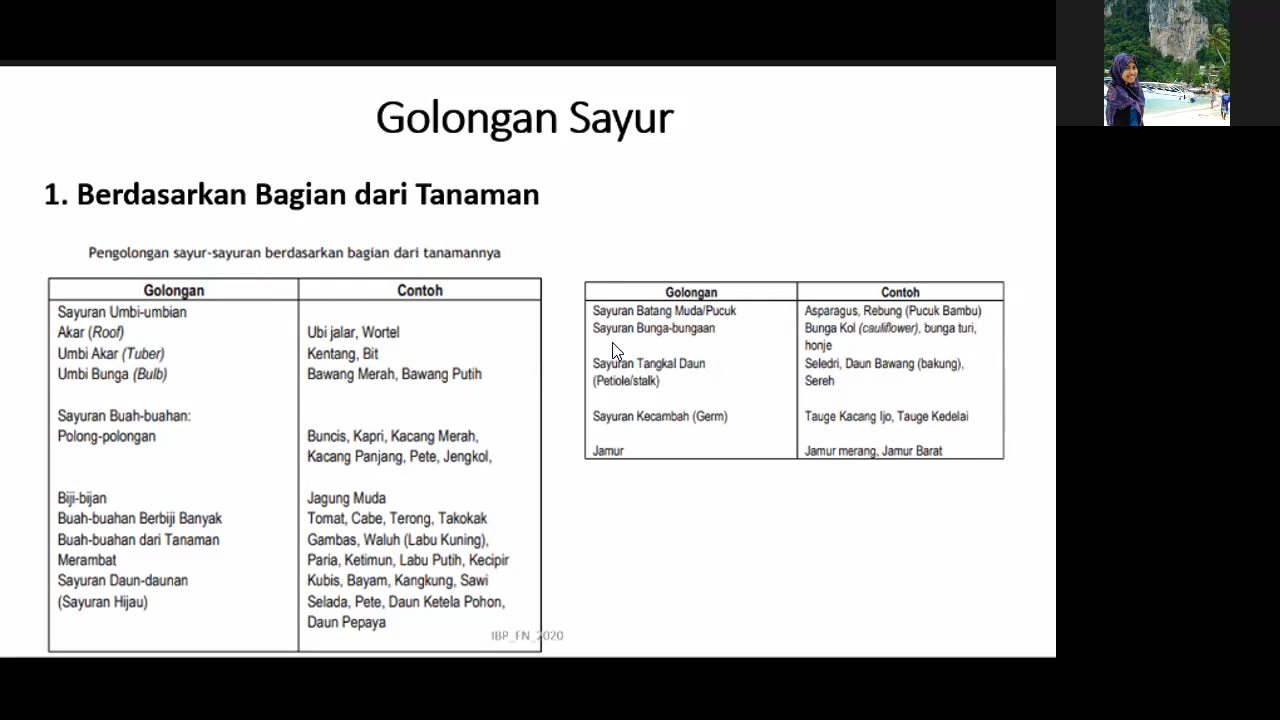 Golongan Sayur
1. Berdasarkan Bagian dari Tanaman
Pengolongan sayur-sayuran berdasarkan bagian dari tanamannya
Golongan Contoh
Sayuran Umbi-umbian
Akar (Roof) Ubi jalar, Wortel
Umbi Akar (Tuber) Kentang, Bit
Umbi Bunga (Bulb) Bawang Merah, Bawang Putih
Sayuran Buah-buahan:
Polong-polongan Buncis, Kapri, Kacang Merah,
Kacang Panjang, Pete, Jengkol,
Biji-bijan Jagung Muda
Buah-buahan Berbiji Banyak Tomat, Cabe, Terong, Takokak
Buah-buahan dari Tanaman Gambas, Waluh (Labu Kuning),
Merambat Paria, Ketimun, Labu Putih, Kecipir
Sayuran Daun-daunan Kubis, Bayam, Kangkung, Sawi
(Sayuran Hijau) Selada, Pete, Daun Ketela Pohon,
Daun Pepaya
Golongan Contoh
Sayuran Batang Muda/Pucuk Asparagus, Rebung (Pucuk Bambu)
Sayuran Bunga-bungaan Bunga Kol (cauliflower), bunga turi,
honje
Sayuran Tangkal Daun Seledri, Daun Bawang (bakung),
(Petiole/stalk) Sereh
Sayuran Kecambah (Germ) Tauge Kacang Ijo, Tauge Kedelai
Jamur Jamur merang, Jamur Barat
IBP_FN_2020